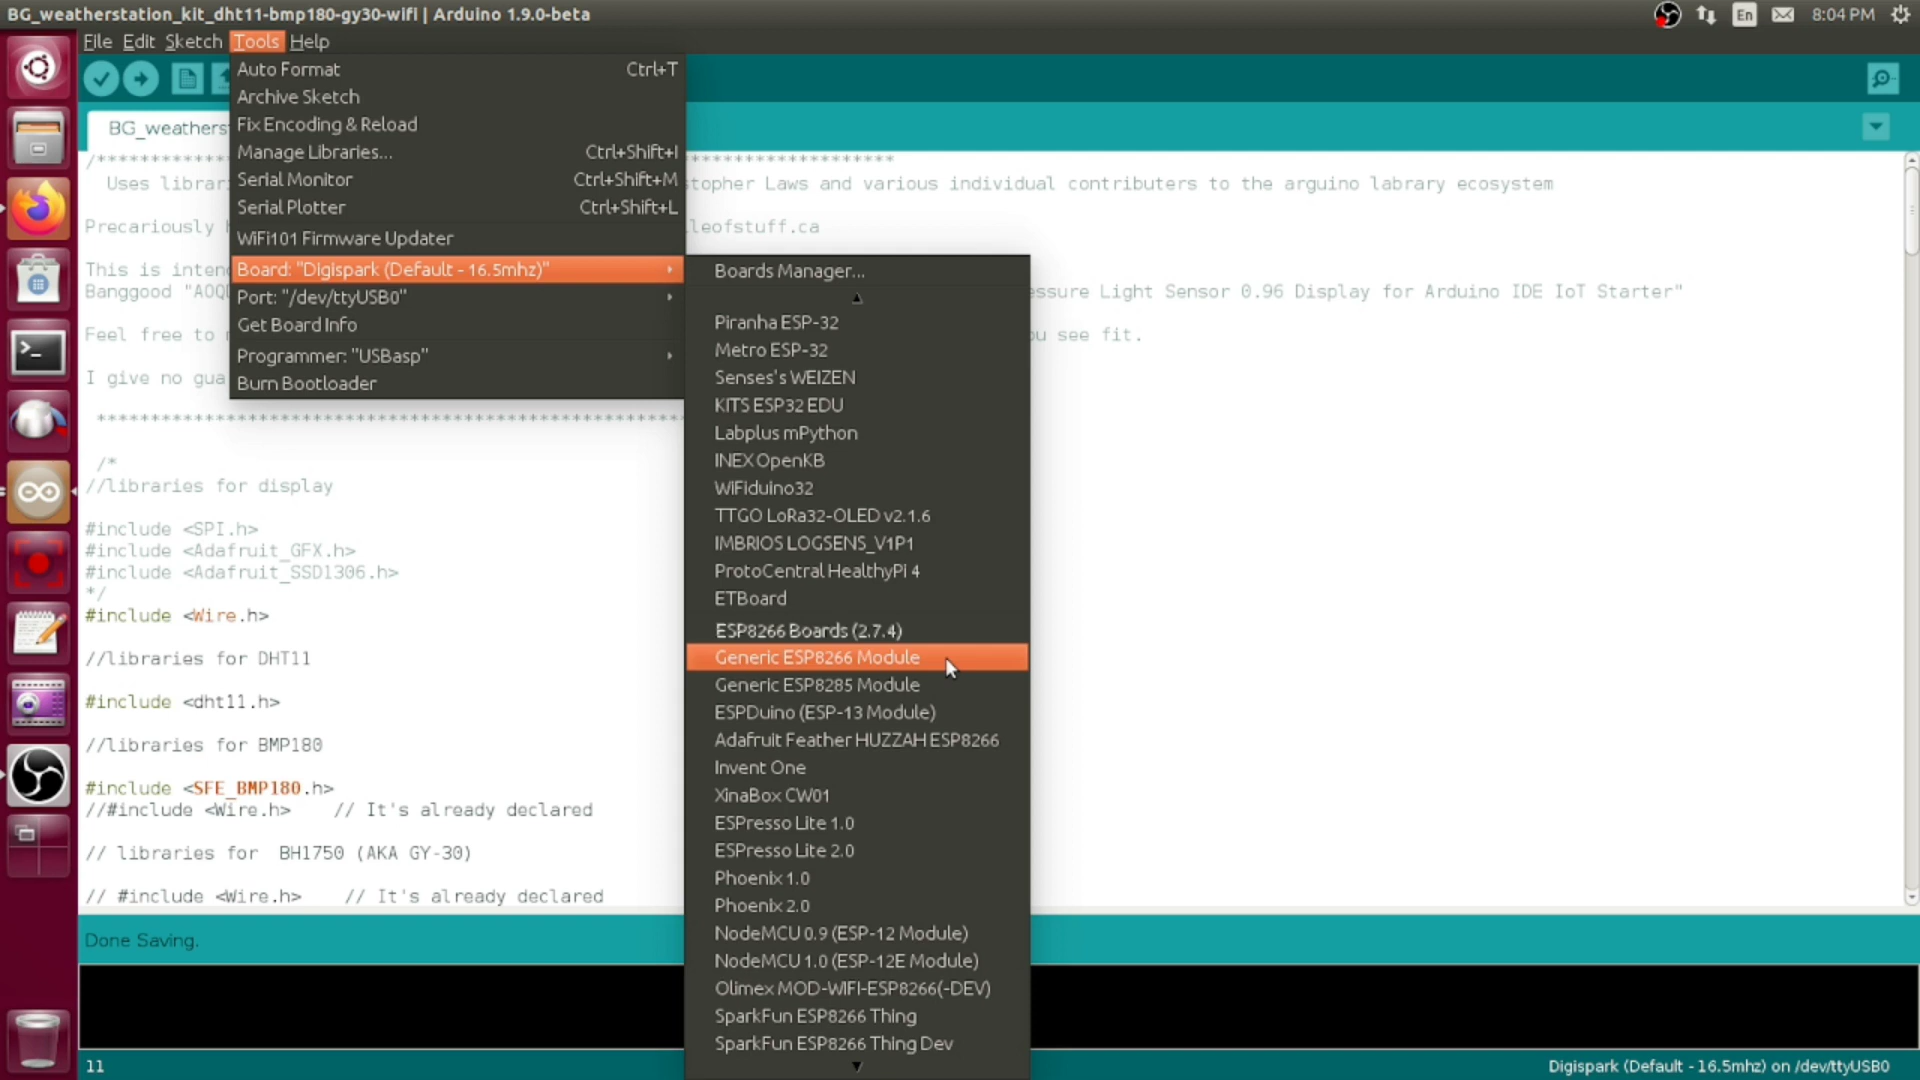 BG_weatherstation_kit_dht11-bmp180-gy30-wifi | Arduino 1.9.0-beta
En
8:04 PM
File Edit Sketch Tools Help
Auto Format Ctrl+T
Archive Sketch
Fix Encoding & Reload
Manage Libraries... Ctrl+Shift+I
Serial Monitor Ctrl+Shift+M
Serial Plotter Ctrl+Shift+L
WiFi101 Firmware Updater
Board: "Digispark (Default - 16.5mhz)"
Port: "/dev/ttyUSB0"
Get Board Info
Programmer: "USBasp"
Burn Bootloader
Boards Manager...
Piranha ESP-32
Metro ESP-32
Senses's WEIZEN
KITS ESP32 EDU
Labplus mPython
INEX OpenKB
WiFiduino32
TTGO LoRa32-OLED v2.1.6
IMBRIOS LOGSENS_V1P1
ProtoCentral HealthyPi 4
ETBoard
ESP8266 Boards (2.7.4)
Generic ESP8266 Module
Generic ESP8285 Module
ESPDuino (ESP-13 Module)
Adafruit Feather HUZZAH ESP8266
Invent One
XinaBox CW01
ESPresso Lite 1.0
ESPresso Lite 2.0
Phoenix 1.0
Phoenix 2.0
NodeMCU 0.9 (ESP-12 Module)
NodeMCU 1.0 (ESP-12E Module)
Olimex MOD-WIFI-ESP8266(-DEV)
SparkFun ESP8266 Thing
SparkFun ESP8266 Thing Dev
BG_weatherst
/**********************************************************
Uses librari topher Laws and various individual contributers to the arduino labrary ecosystem
Precariously leofstuff.ca
This is inten
Banggood "AOQ essure Light Sensor 0.96 Display for Arduino IDE IoT Starter"
Feel free to u see fit.
I give no gua
**********************************************************
/*
//libraries for display
#include <SPI.h>
#include <Adafruit_GFX.h>
#include <Adafruit_SSD1306.h>
*/
#include <Wire.h>
//libraries for DHT11
#include <dht11.h>
//libraries for BMP180
#include <SFE_BMP180.h>
//#include <Wire.h> // It's already declared
// libraries for BH1750 (AKA GY-30)
// #include <Wire.h> // It's already declared
Done Saving.
11
Digispark (Default - 16.5mhz) on /dev/ttyUSB0